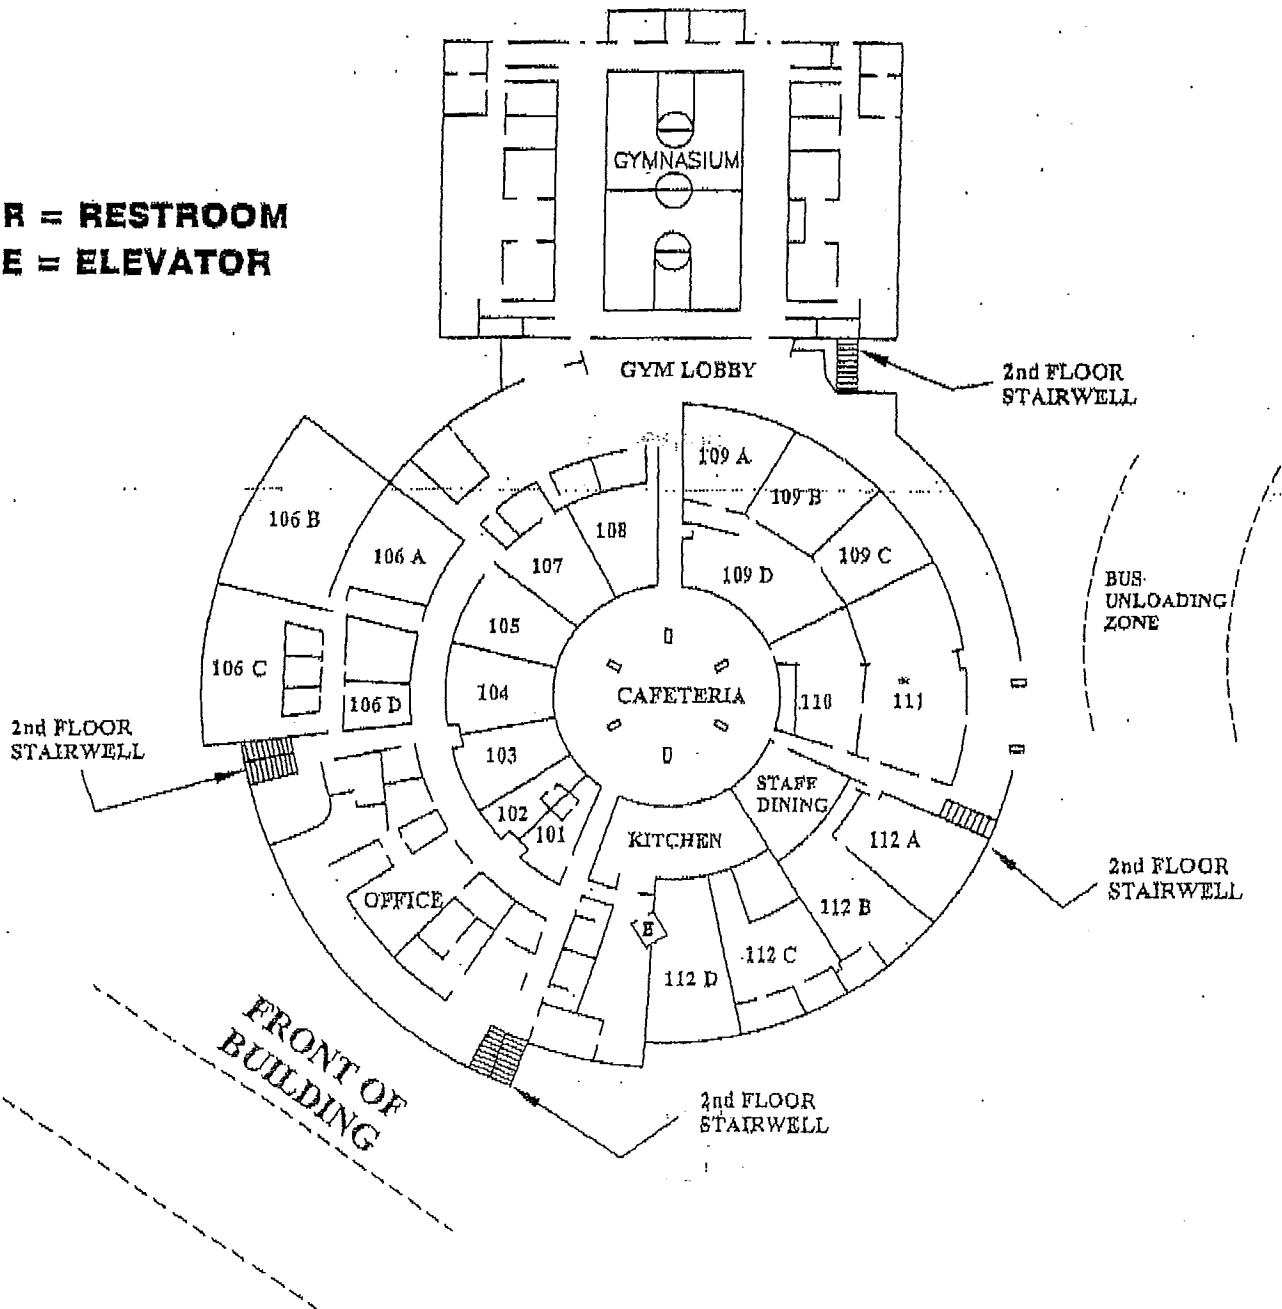 GYMNASIUM
R = RESTROOM
E = ELEVATOR
GYM LOBBY
2nd FLOOR
STAIRWELL
109 A
109 B
106 B
108
106 A
109 C
107
109 D
BUS
UNLOADING
ZONE
105
106 C
104
CAFETERIA
110
111
106 D
2nd FLOOR
STAIRWELL
103
STAFF
DINING
102
101
KITCHEN
112 A
2nd FLOOR
STAIRWELL
OFFICE
112 B
E
112 C
112 D
FRONT OF
BUILDING
2nd FLOOR
STAIRWELL